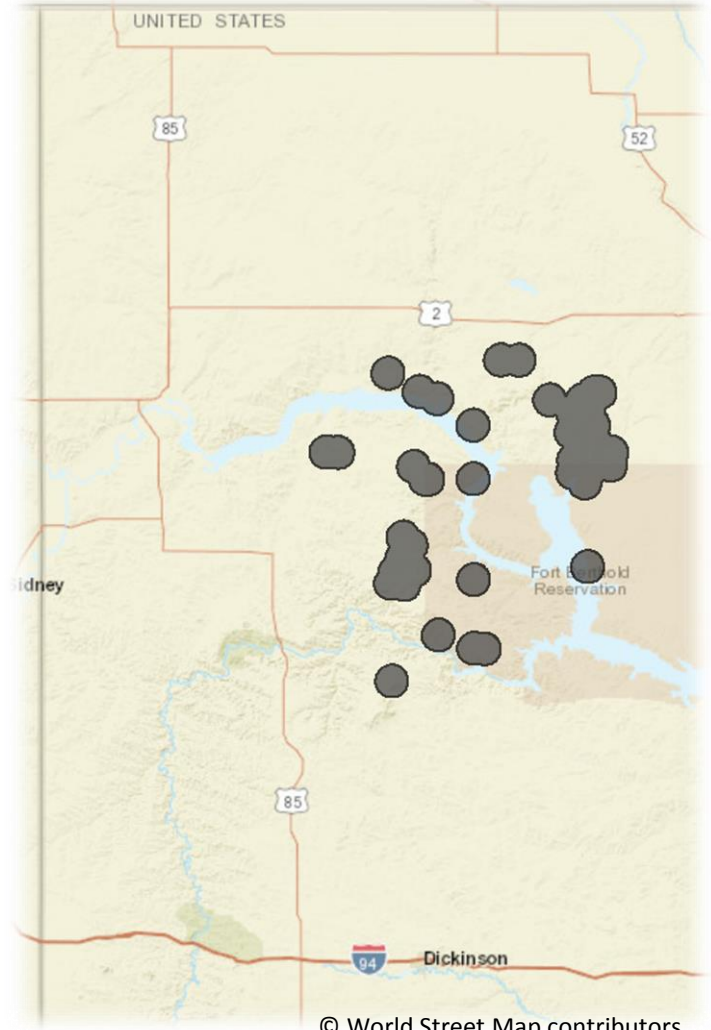 UNITED STATES
85
52
2
idney
Fort Berthold
Reservation
85
94
Dickinson
© World Street Map contributors